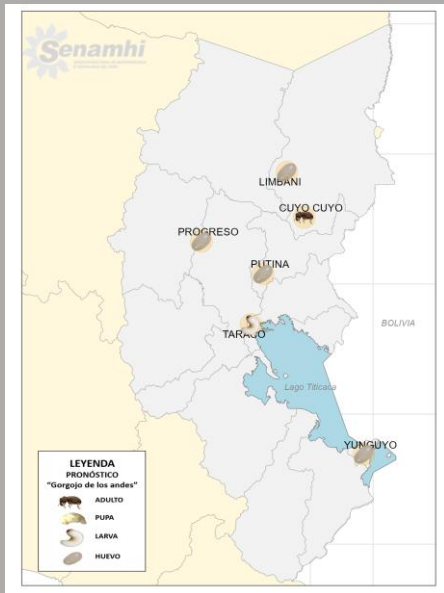 Senamhi
LIMBANI
CUYO CUYO
PROGRESO
PUTINA
TARACO
BOLIVIA
Lago Titicaca
YUNGUYO
LEYENDA
PRONÓSTICO
"Gorgojo de los andes"
ADULTO
PUPA
LARVA
HUEVO